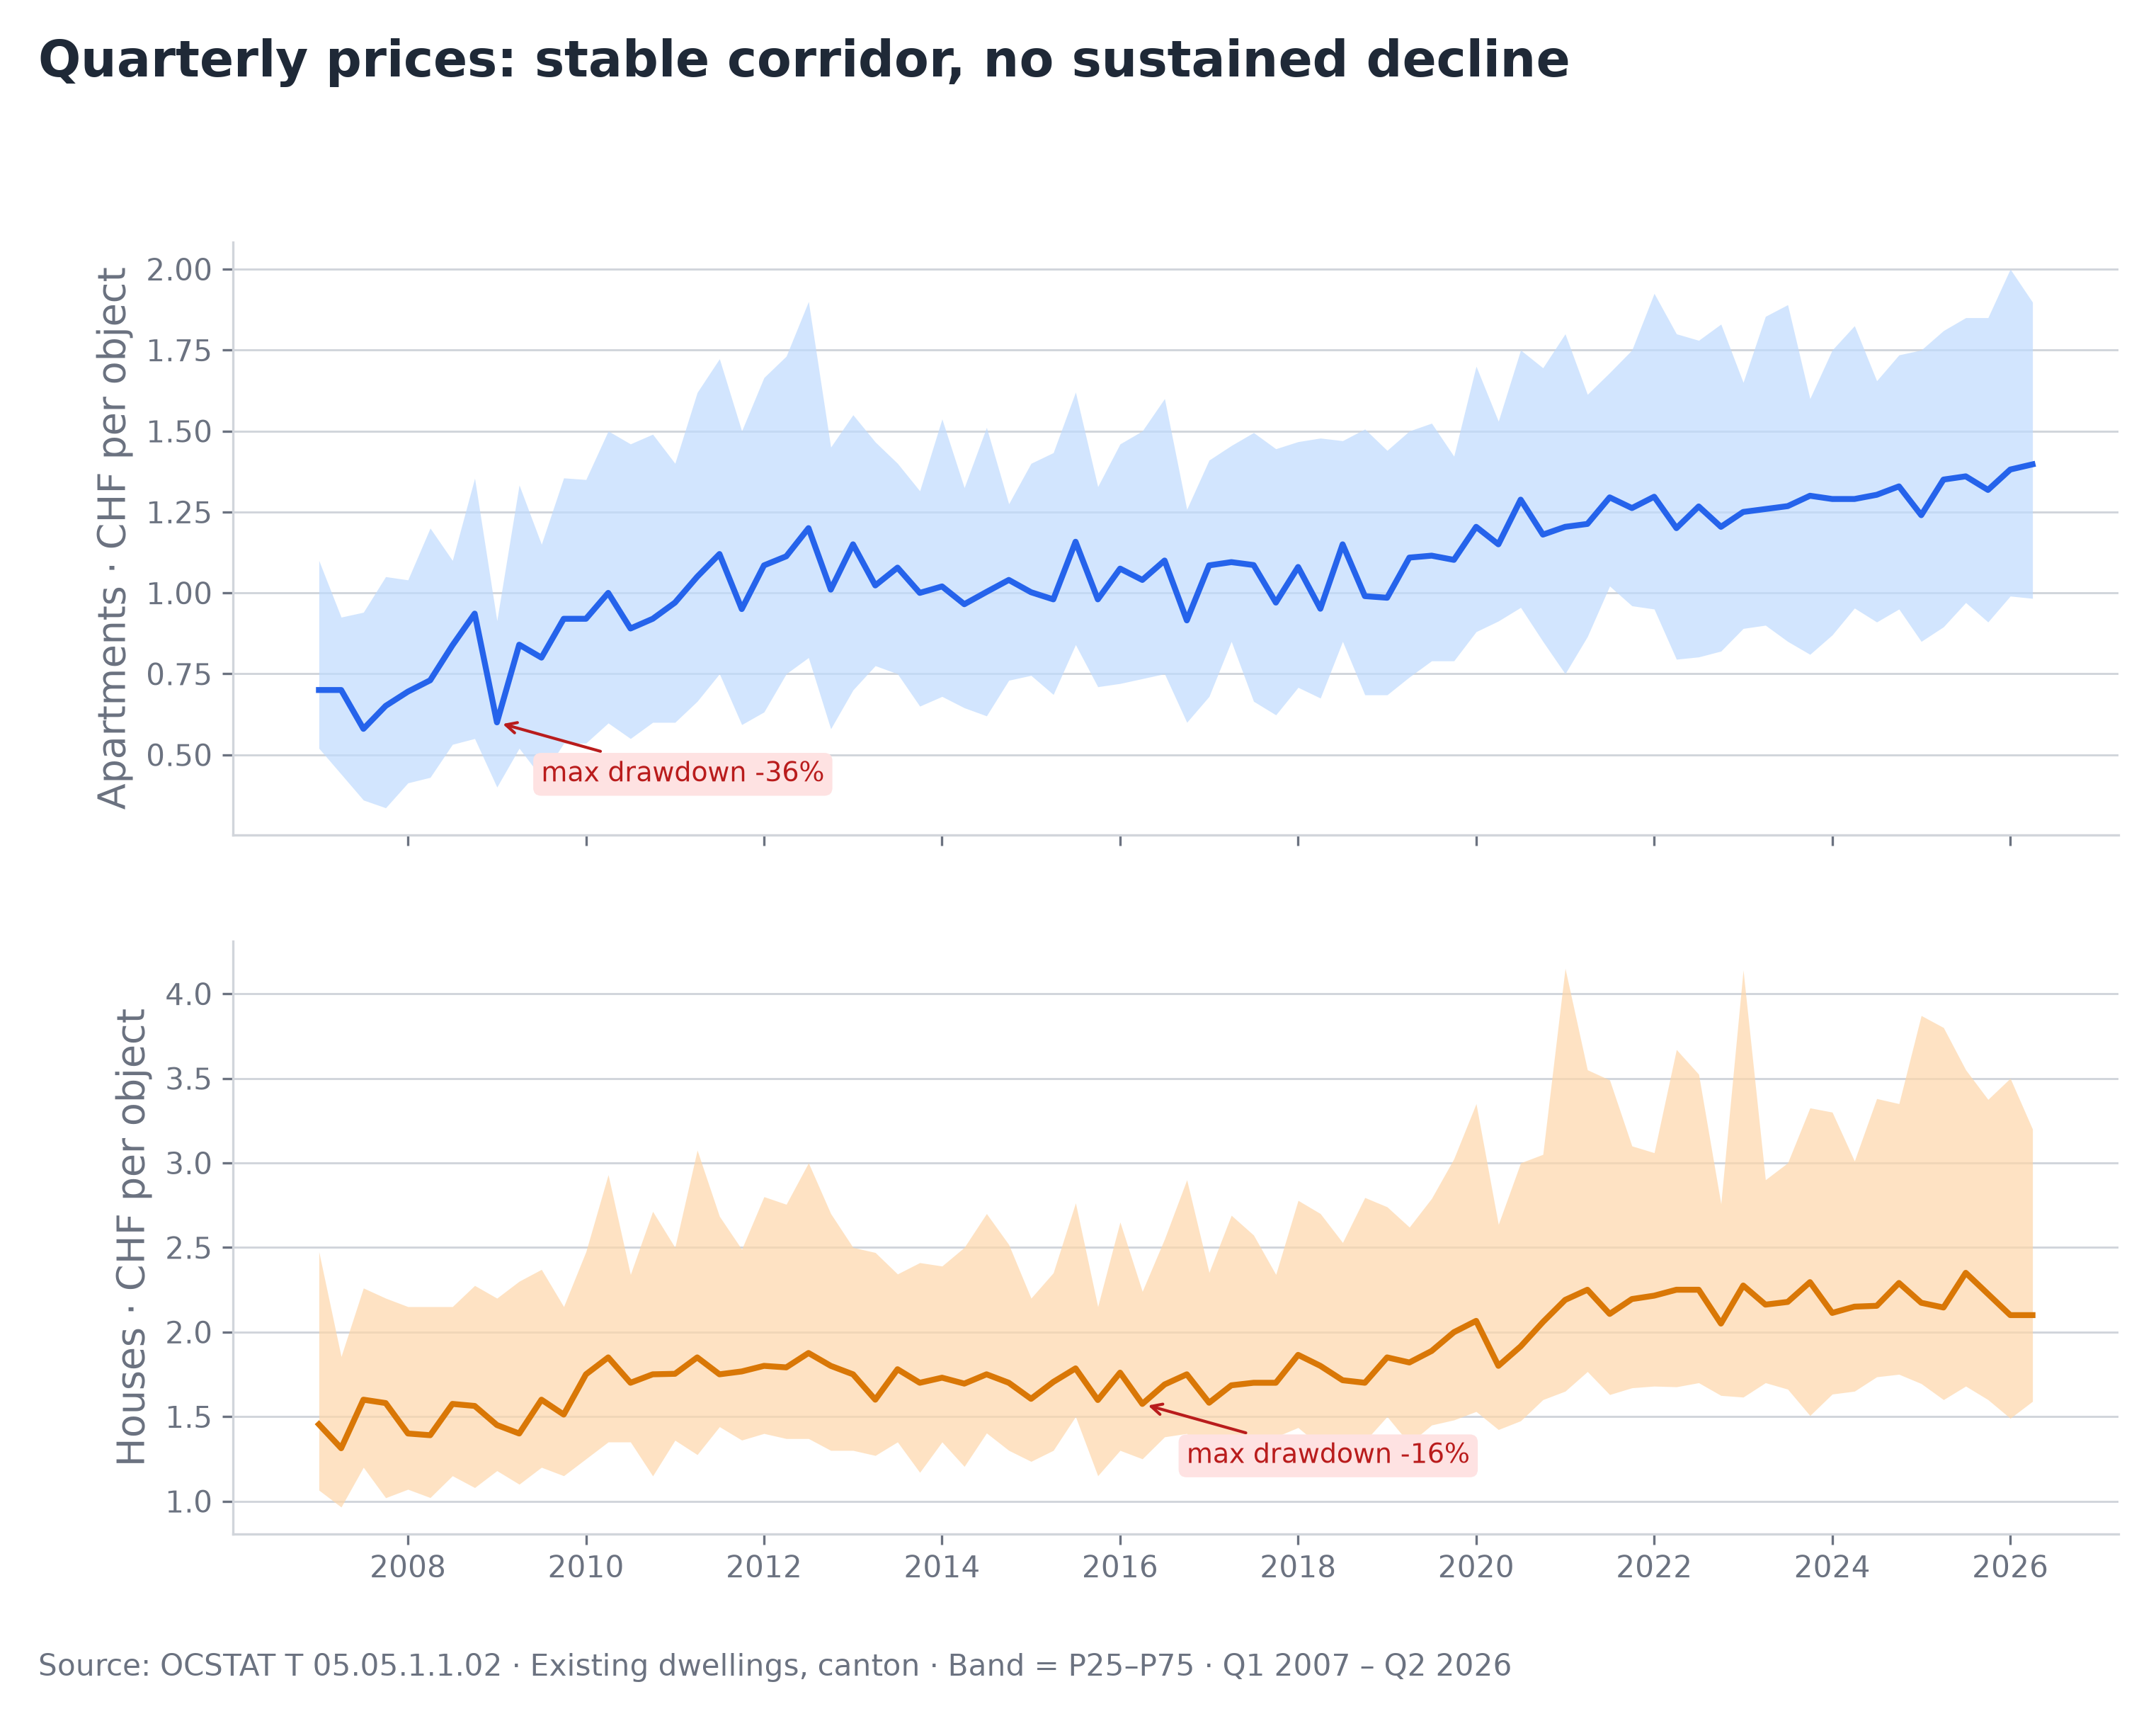 Quarterly prices: stable corridor, no sustained decline
Appartments · CHF per object
2.00
1.75
1.50
1.25
1.00
0.75
0.50
max drawdown -36%
Houses · CHF per object
4.0
3.5
3.0
2.5
2.0
1.5
1.0
max drawdown -16%
2008 2010 2012 2014 2016 2018 2020 2022 2024 2026
Source: OCSTAT T 05.05.1.1.02 · Existing dwellings, canton · Band = P25–P75 · Q1 2007 – Q2 2026